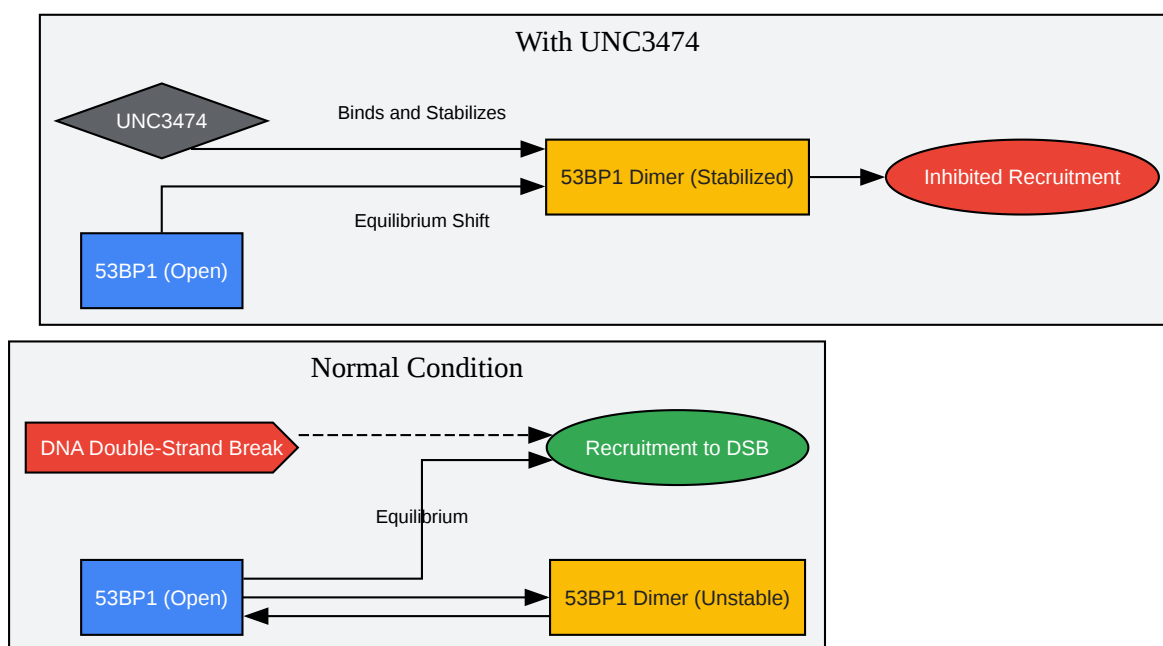 With UNC3474
UNC3474
Binds and Stabilizes
53BP1 Dimer (Stabilized)
Inhibited Recruitment
Equilibrium Shift
53BP1 (Open)
Normal Condition
DNA Double-Strand Break
Recruitment to DSB
Equilibrium
53BP1 (Open)
53BP1 Dimer (Unstable)